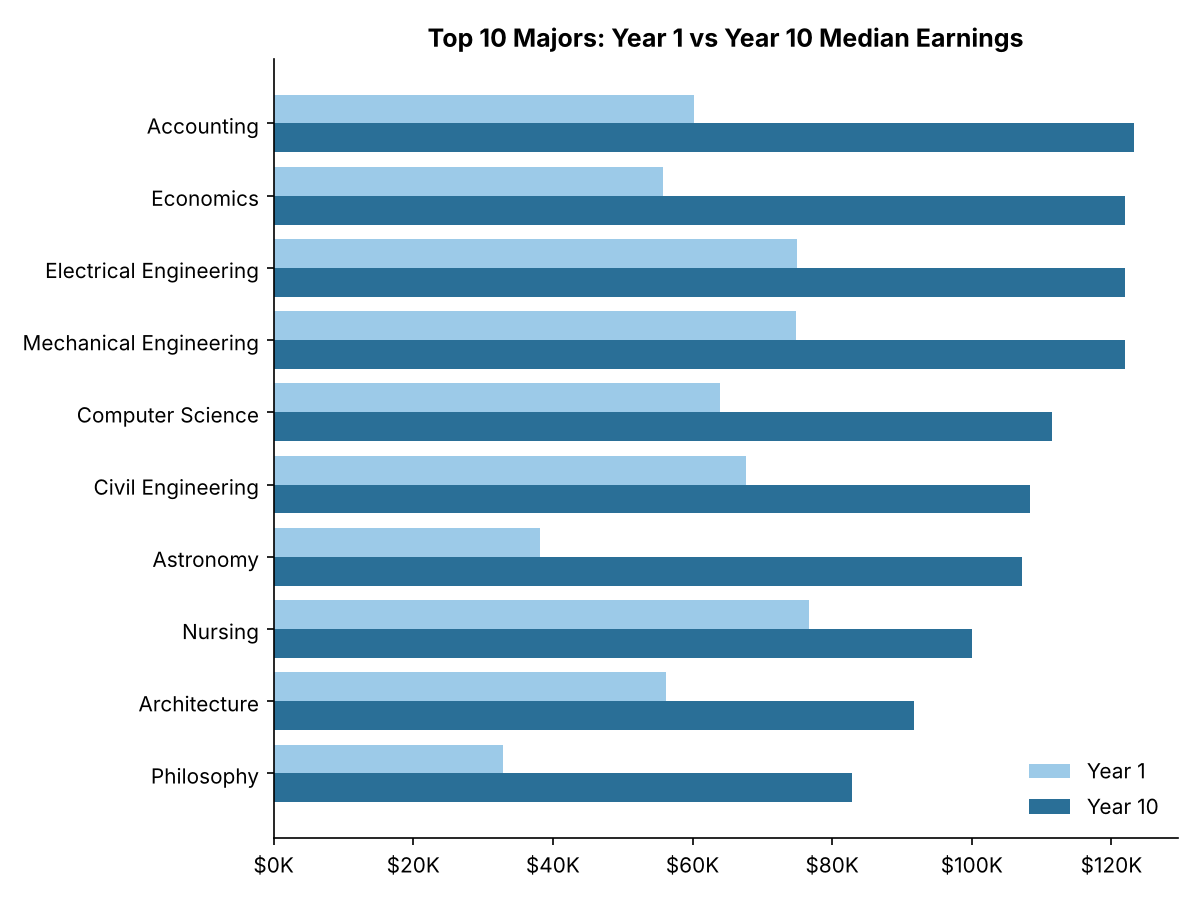 Top 10 Majors: Year 1 vs Year 10 Median Earnings
Accounting
Economics
Electrical Engineering
Mechanical Engineering
Computer Science
Civil Engineering
Astronomy
Nursing
Architecture
Philosophy
Year 1
Year 10
$0K $20K $40K $60K $80K $100K $120K